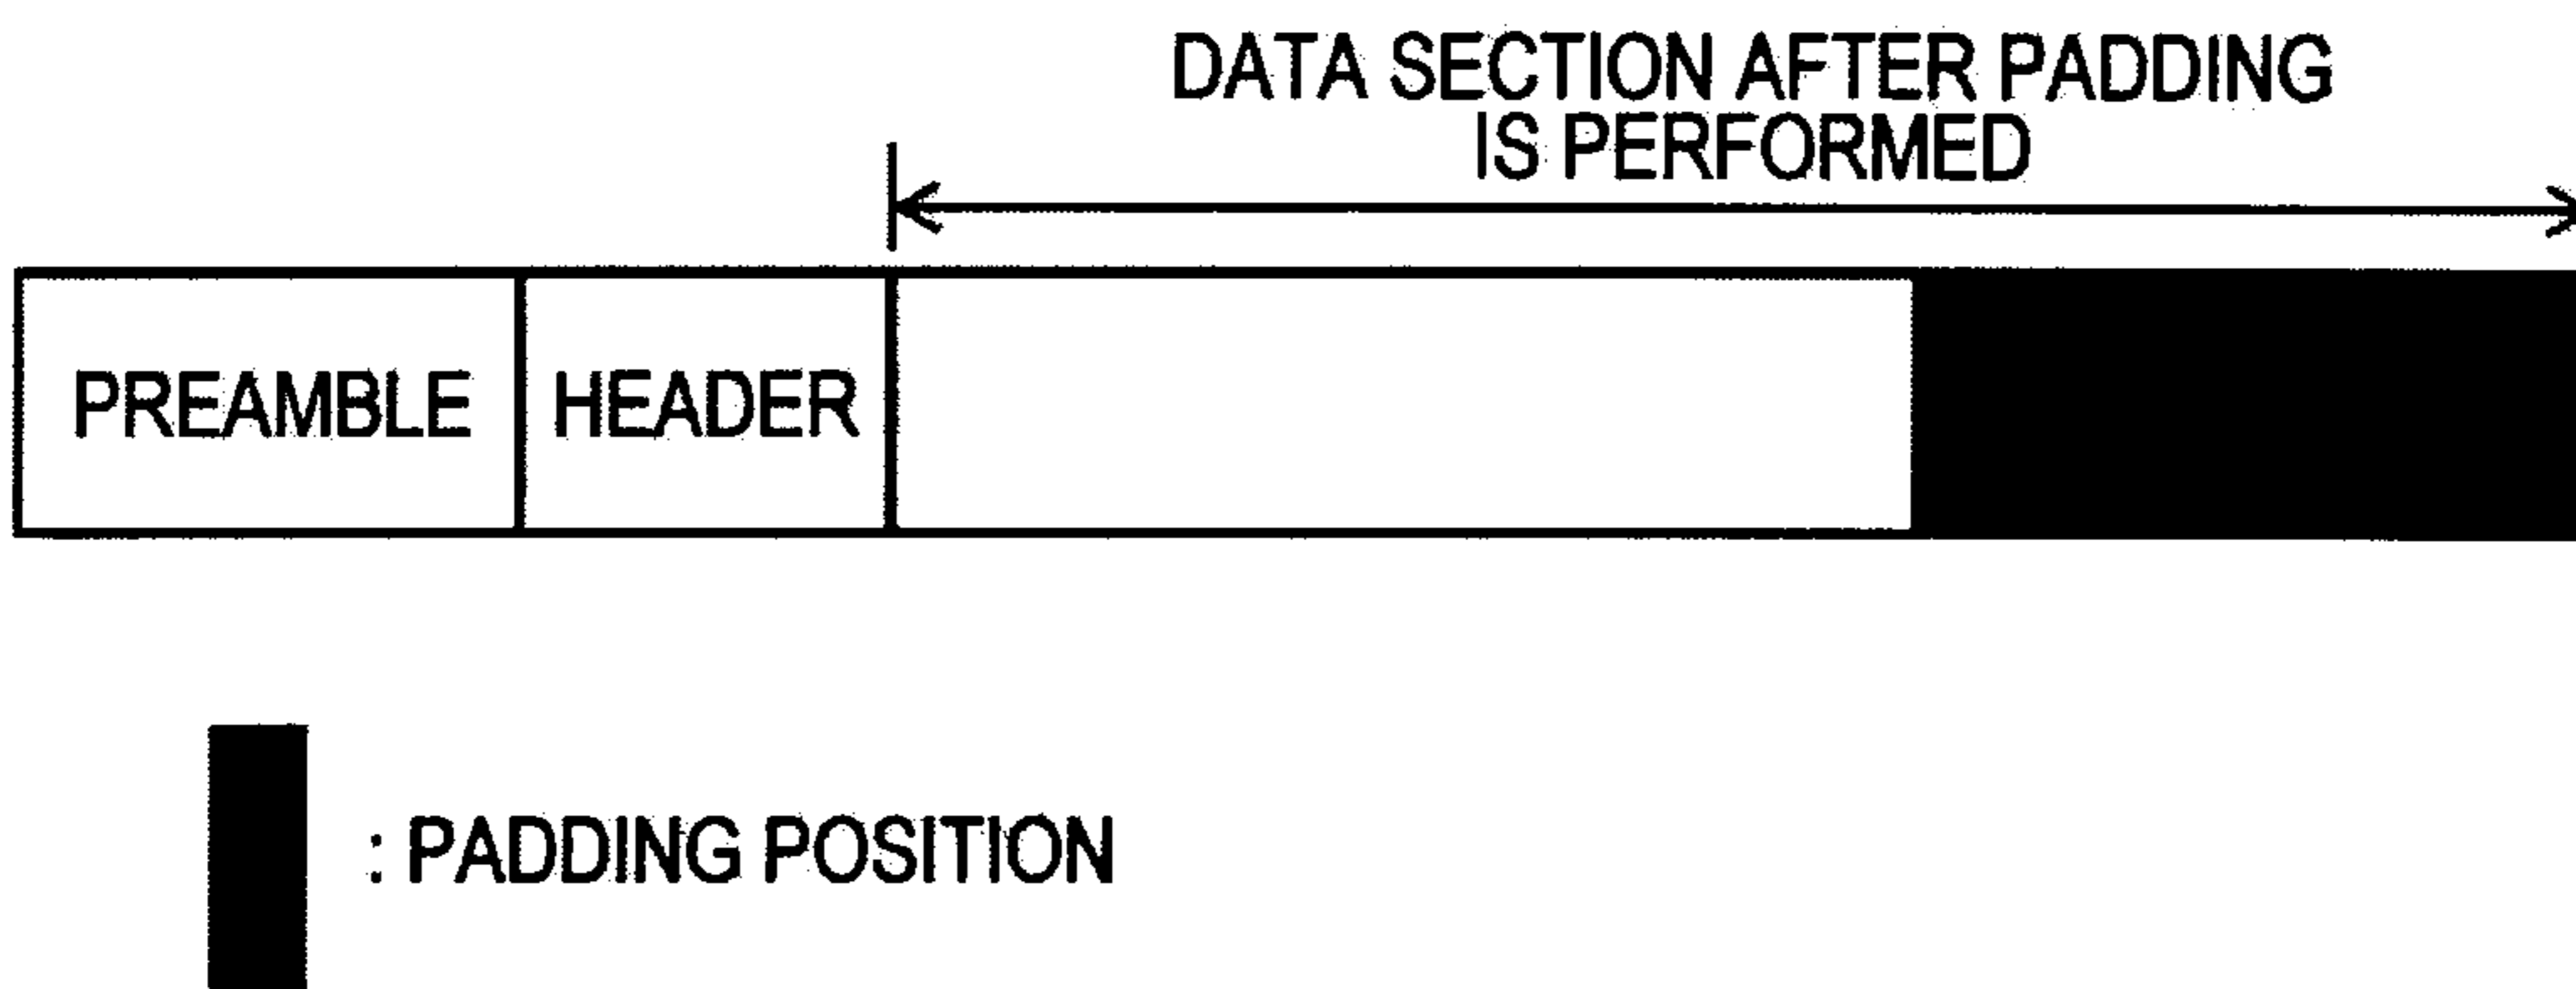 DATA SECTION AFTER PADDING
IS PERFORMED
PREAMBLE HEADER
: PADDING POSITION